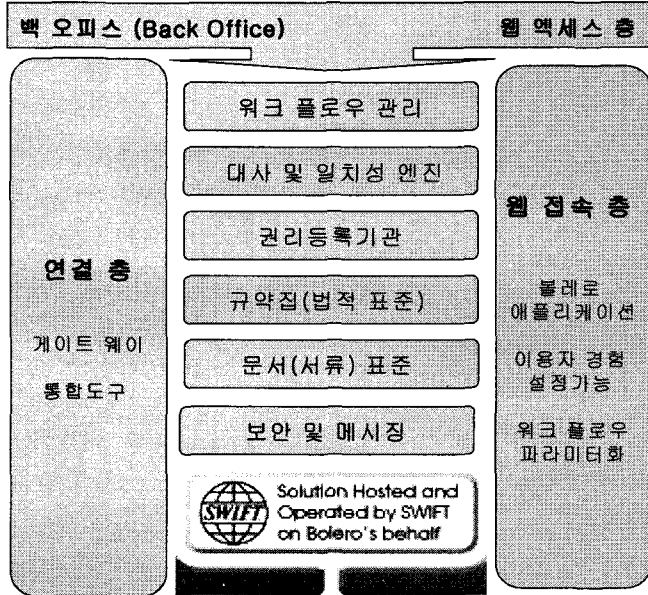 백 오피스 (Back Office)
웹 엑세스 층
연결 층
게이트 웨이
통합도구
워크 플로우 관리
대사 및 일치성 엔진
권리등록기관
규약집(법적 표준)
문서(서류) 표준
보안 및 메시징
SWIFT
Solution Hosted and
Operated by SWIFT
on Bolero's behalf
웹 접속 층
볼레로
애플리케이션
이용자 경험
설정가능
워크 플로우
파라미터화